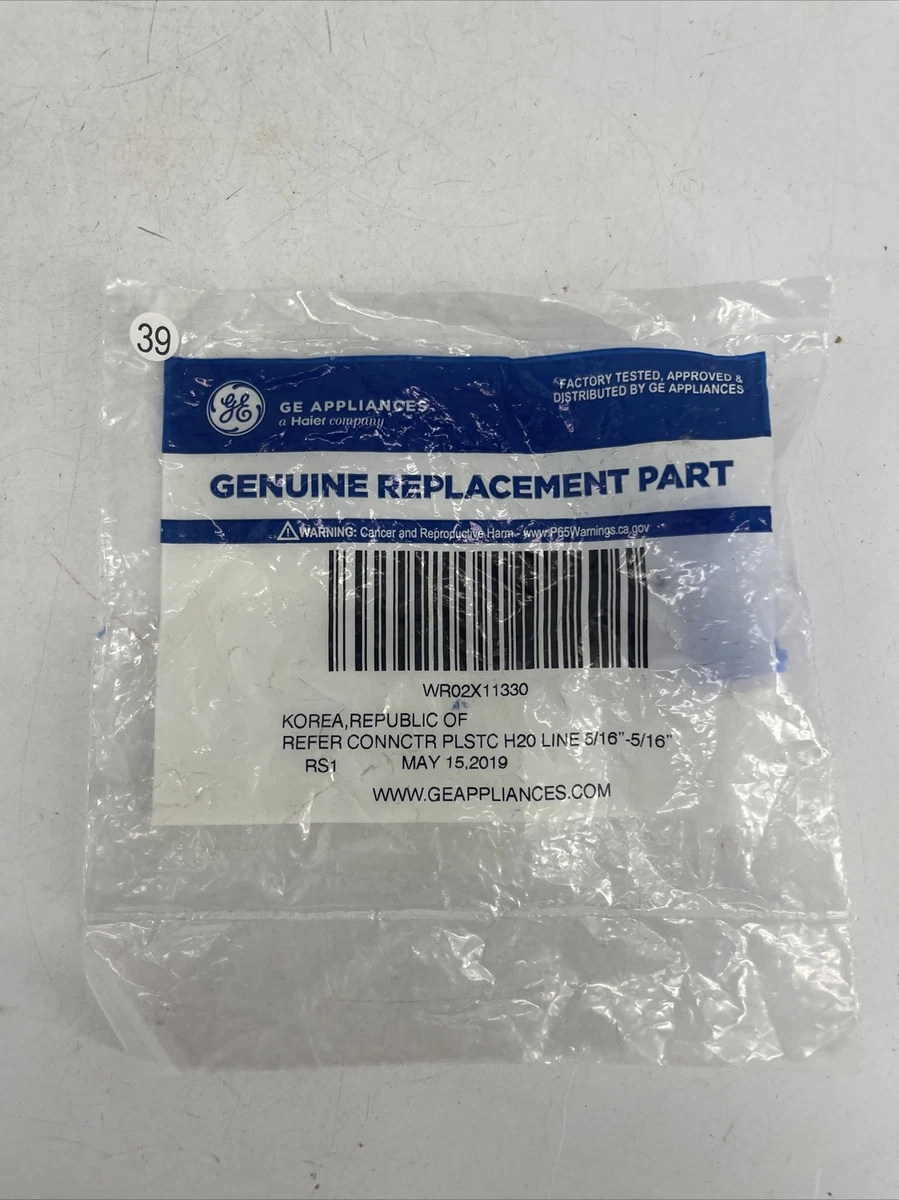 39
GE
GE APPLIANCES
a Haier company
FACTORY TESTED, APPROVED &
DISTRIBUTED BY GE APPLIANCES
GENUINE REPLACEMENT PART
WARNING: Cancer and Reproductive Harm - www.P65Warnings.ca.gov
WR02X11330
KOREA,REPUBLIC OF
REFER CONNCTR PLSTC H20 LINE 5/16"-5/16"
RS1 MAY 15,2019
WWW.GEAPPLIANCES.COM